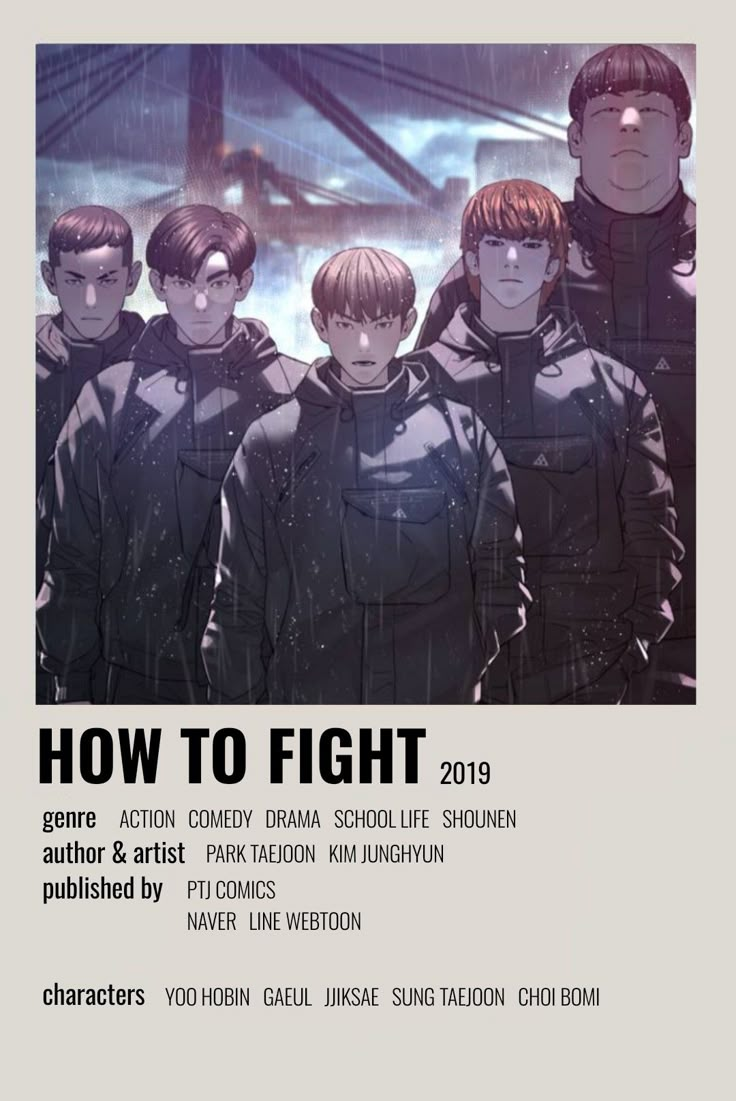 HOW TO FIGHT 2019
genre ACTION COMEDY DRAMA SCHOOL LIFE SHOUNEN
author & artist PARK TAEJOON KIM JUNGHYUN
published by PTJ COMICS
NAVER LINE WEBTOON
characters YOO HOBIN GAEUL JJIKSAE SUNG TAEJOON CHOI BOMI